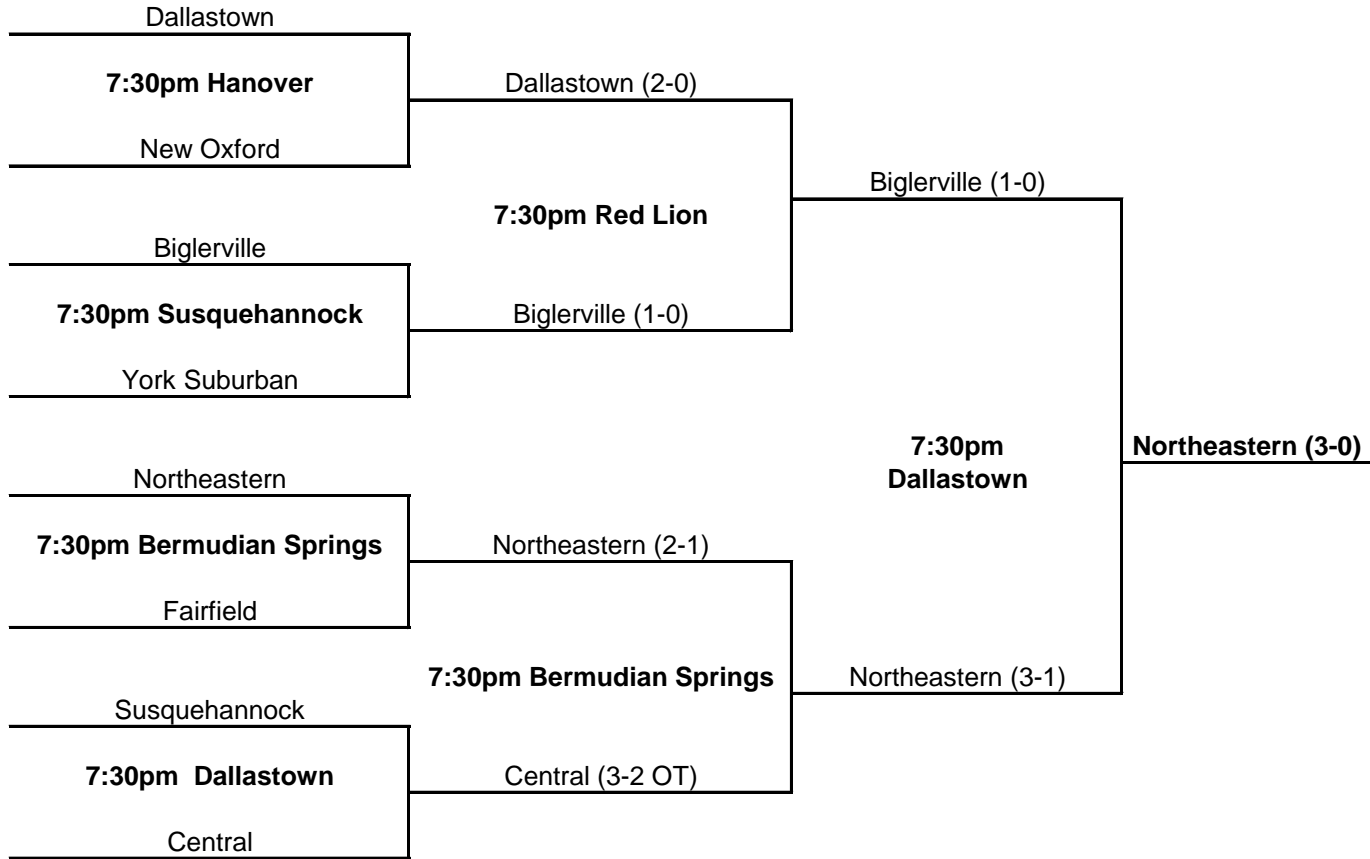 Dallastown
7:30pm Hanover
Dallastown (2-0)
New Oxford
Biglerville (1-0)
7:30pm Red Lion
Biglerville
7:30pm Susquehannock
Biglerville (1-0)
York Suburban
7:30pm
Dallastown
Northeastern (3-0)
Northeastern
7:30pm Bermudian Springs
Northeastern (2-1)
Fairfield
7:30pm Bermudian Springs
Northeastern (3-1)
Susquehannock
7:30pm  Dallastown
Central (3-2 OT)
Central